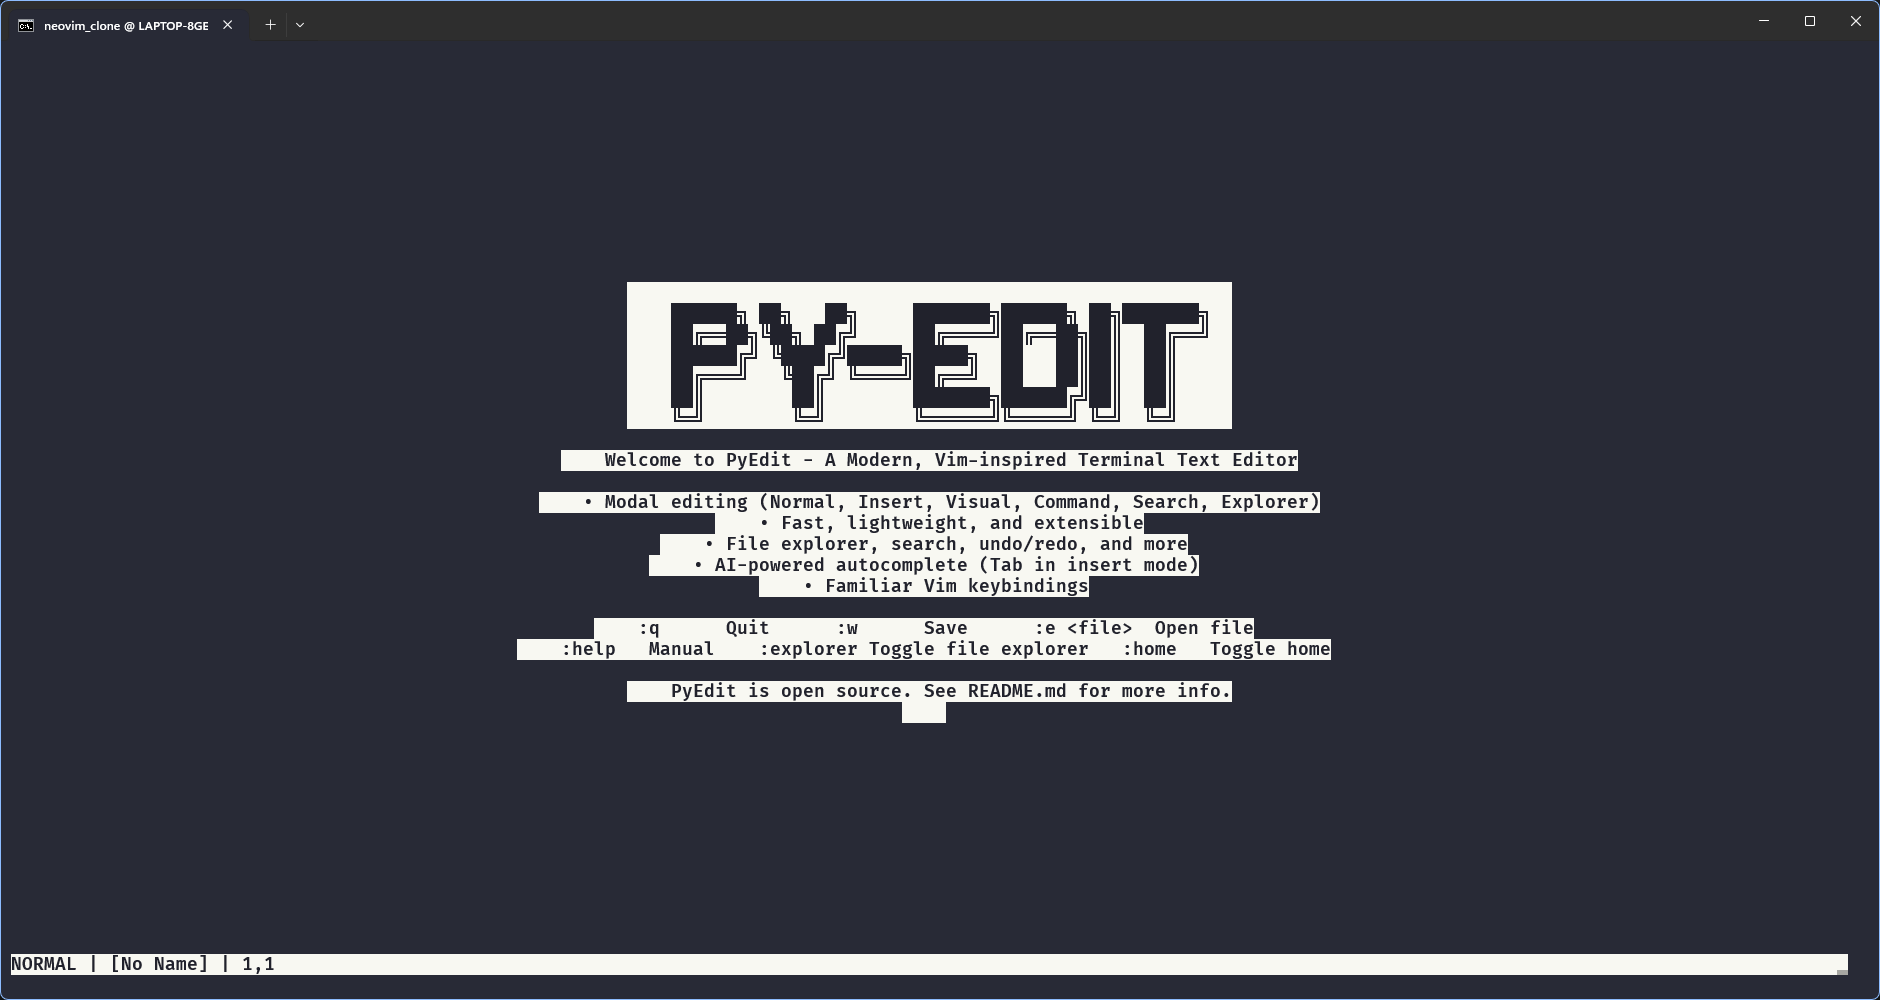 neovim_clone @ LAPTOP-8GE
PY-EDIT
Welcome to PyEdit - A Modern, Vim-inspired Terminal Text Editor
• Modal editing (Normal, Insert, Visual, Command, Search, Explorer)
• Fast, lightweight, and extensible
• File explorer, search, undo/redo, and more
• AI-powered autocomplete (Tab in insert mode)
• Familiar Vim keybindings
:q      Quit      :w      Save      :e <file>  Open file
:help   Manual    :explorer Toggle file explorer   :home   Toggle home
PyEdit is open source. See README.md for more info.
NORMAL | [No Name] | 1,1